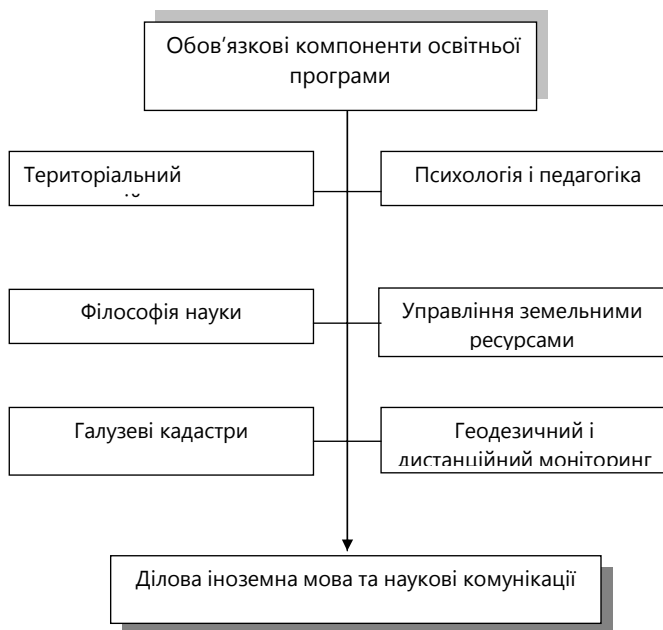 Обов’язкові компоненти освітньої
програми
Територіальний
Психологія і педагогіка
Філософія науки
Управління земельними
ресурсами
Галузеві кадастри
Геодезичний і
дистанційний моніторинг
Ділова іноземна мова та наукові комунікації